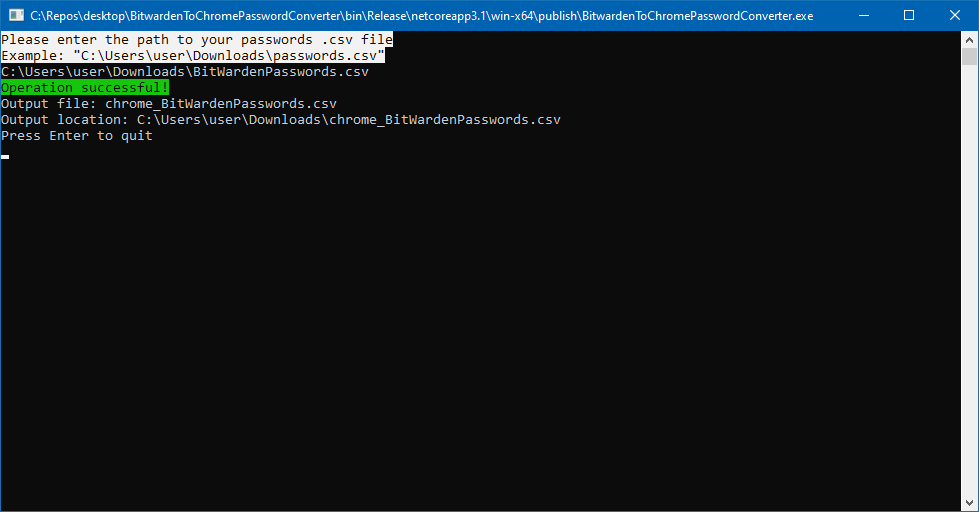 C:\Repos\desktop\BitwardenToChromePasswordConverter\bin\Release\netcoreapp3.1\win-x64\publish\BitwardenToChromePasswordConverter.exe
Please enter the path to your passwords .csv file
Example: "C:\Users\user\Downloads\passwords.csv"
C:\Users\user\Downloads\BitWardenPasswords.csv
Operation successful!
Output file: chrome_BitWardenPasswords.csv
Output location: C:\Users\user\Downloads\chrome_BitWardenPasswords.csv
Press Enter to quit